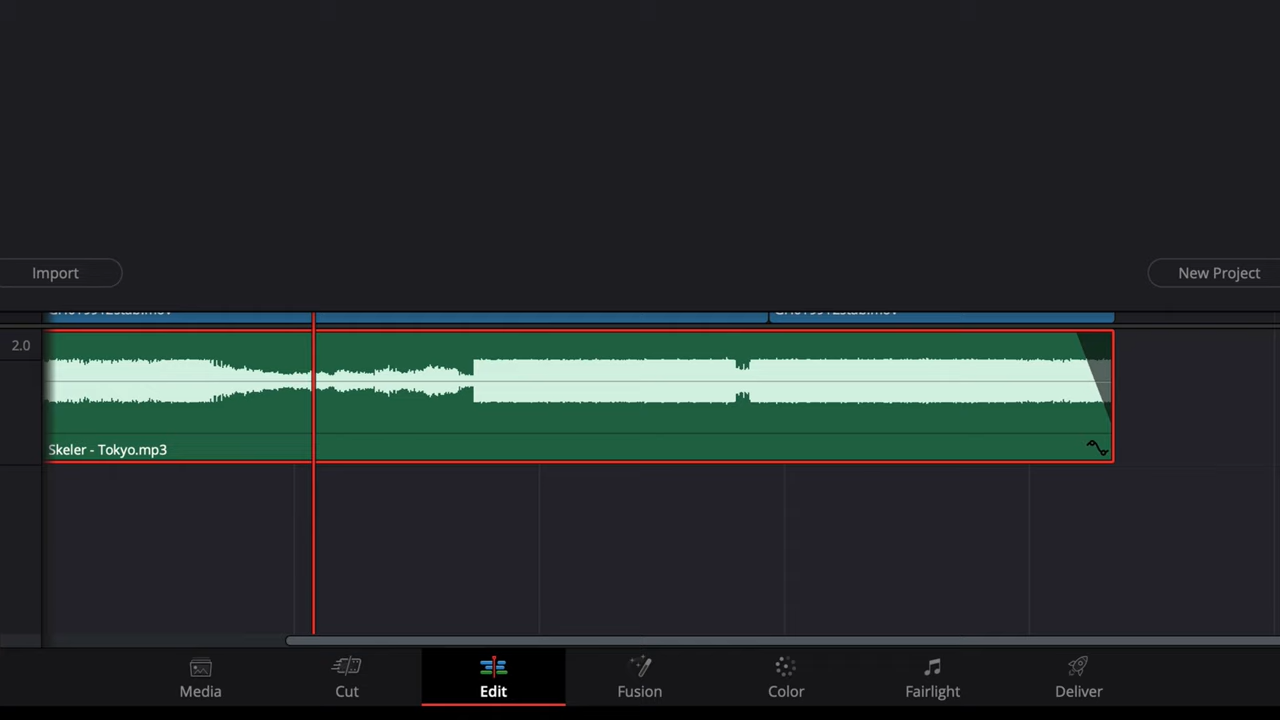 Import
New Project
2.0
Skeler - Tokyo.mp3
Media
Cut
Edit
Fusion
Color
Fairlight
Deliver